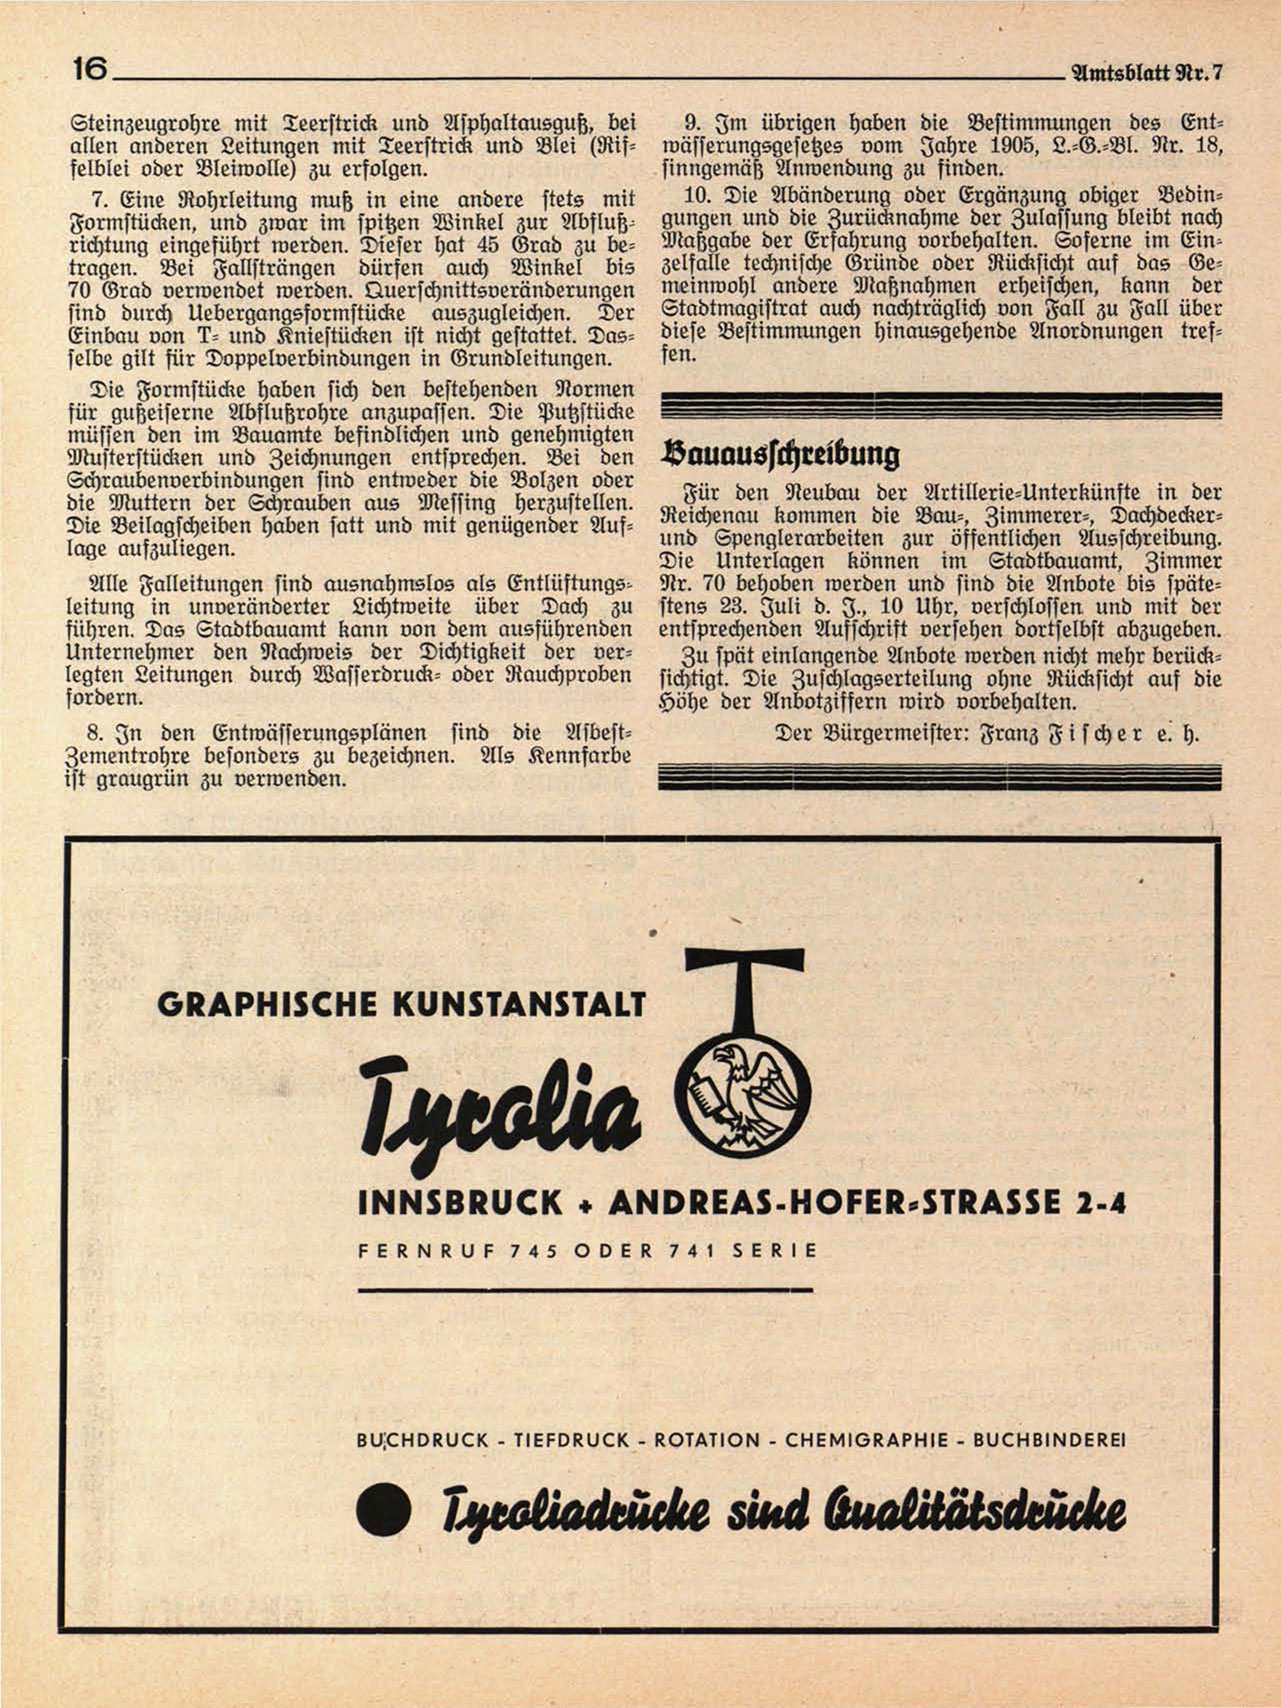 16
Amtsblatt Nr. 7
Steinzeugrohre mit Teerstrick und Asphaltausguß, bei
allen anderen Leitungen mit Teerstrick und Blei (Rif-
felblei oder Bleiwolle) zu erfolgen.
7. Eine Rohrleitung muß in eine andere stets mit
Formstücken, und zwar im spitzen Winkel zur Abfluß-
richtung eingeführt werden. Dieser hat 45 Grad zu be-
tragen. Bei Fallsträngen dürfen auch Winkel bis
70 Grad verwendet werden. Querschnittsveränderungen
sind durch Uebergangsformstücke auszugleichen. Der
Einbau von T- und Kniestücken ist nicht gestattet. Das-
selbe gilt für Doppelverbindungen in Grundleitungen.
Die Formstücke haben sich den bestehenden Normen
für gußeiserne Abflußrohre anzupassen. Die Putzstücke
müssen den im Bauamte befindlichen und genehmigten
Musterstücken und Zeichnungen entsprechen. Bei den
Schraubenverbindungen sind entweder die Bolzen oder
die Muttern der Schrauben aus Messing herzustellen.
Die Beilagscheiben haben satt und mit genügender Auf-
lage aufzuliegen.
Alle Falleitungen sind ausnahmslos als Entlüftungs-
leitung in unveränderter Lichtweite über Dach zu
führen. Das Stadtbauamt kann von dem ausführenden
Unternehmer den Nachweis der Dichtigkeit der ver-
legten Leitungen durch Wasserdruck- oder Rauchproben
fordern.
8. In den Entwässerungsplänen sind die Asbest-
Zementrohre besonders zu bezeichnen. Als Kennfarbe
ist graugrün zu verwenden.
9. Im übrigen haben die Bestimmungen des Ent-
wässerungsgesetzes vom Jahre 1905, L.-G.-Bl. Nr. 18,
sinngemäß Anwendung zu finden.
10. Die Abänderung oder Ergänzung obiger Bedin-
gungen und die Zurücknahme der Zulassung bleibt nach
Maßgabe der Erfahrung vorbehalten. Soferne im Ein-
zelfalle technische Gründe oder Rücksicht auf das Ge-
meinwohl andere Maßnahmen erheischen, kann der
Stadtmagistrat auch nachträglich von Fall zu Fall über
diese Bestimmungen hinausgehende Anordnungen tref-
fen.
Bauausschreibung
Für den Neubau der Artillerie-Unterkünfte in der
Reichenau kommen die Bau-, Zimmerer-, Dachdecker-
und Spenglerarbeiten zur öffentlichen Ausschreibung.
Die Unterlagen können im Stadtbauamt, Zimmer
Nr. 70 behoben werden und sind die Anbote bis späte-
stens 23. Juli d. J., 10 Uhr, verschlossen und mit der
entsprechenden Aufschrift versehen dortselbst abzugeben.
Zu spät einlangende Anbote werden nicht mehr berück-
sichtigt. Die Zuschlagserteilung ohne Rücksicht auf die
Höhe der Anbotziffern wird vorbehalten.
Der Bürgermeister: Franz Fischer e. h.
GRAPHISCHE KUNSTANSTALT
Tyrolia
INNSBRUCK + ANDREAS-HOFER-STRASSE 2-4
FERNRUF 745 ODER 741 SERIE
BUCHDRUCK - TIEFDRUCK - ROTATION - CHEMIGRAPHIE - BUCHBINDEREI
Tyroliadrucke sind Qualitätsdrucke